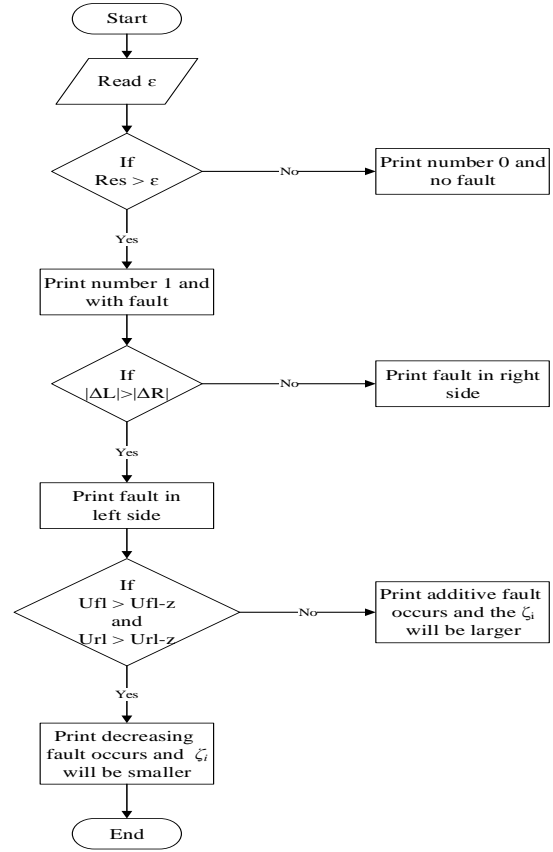 Start
Read ε
If
Res > ε
No
Print number 0 and
no fault
Yes
Print number 1 and
with fault
If
|ΔL|>|ΔR|
No
Print fault in right
side
Yes
Print fault in
left side
If
Ufl > Ufl-z
and
Url > Url-z
No
Print additive fault
occurs and the ζi
will be larger
Yes
Print decreasing
fault occurs and ζi
will be smaller
End